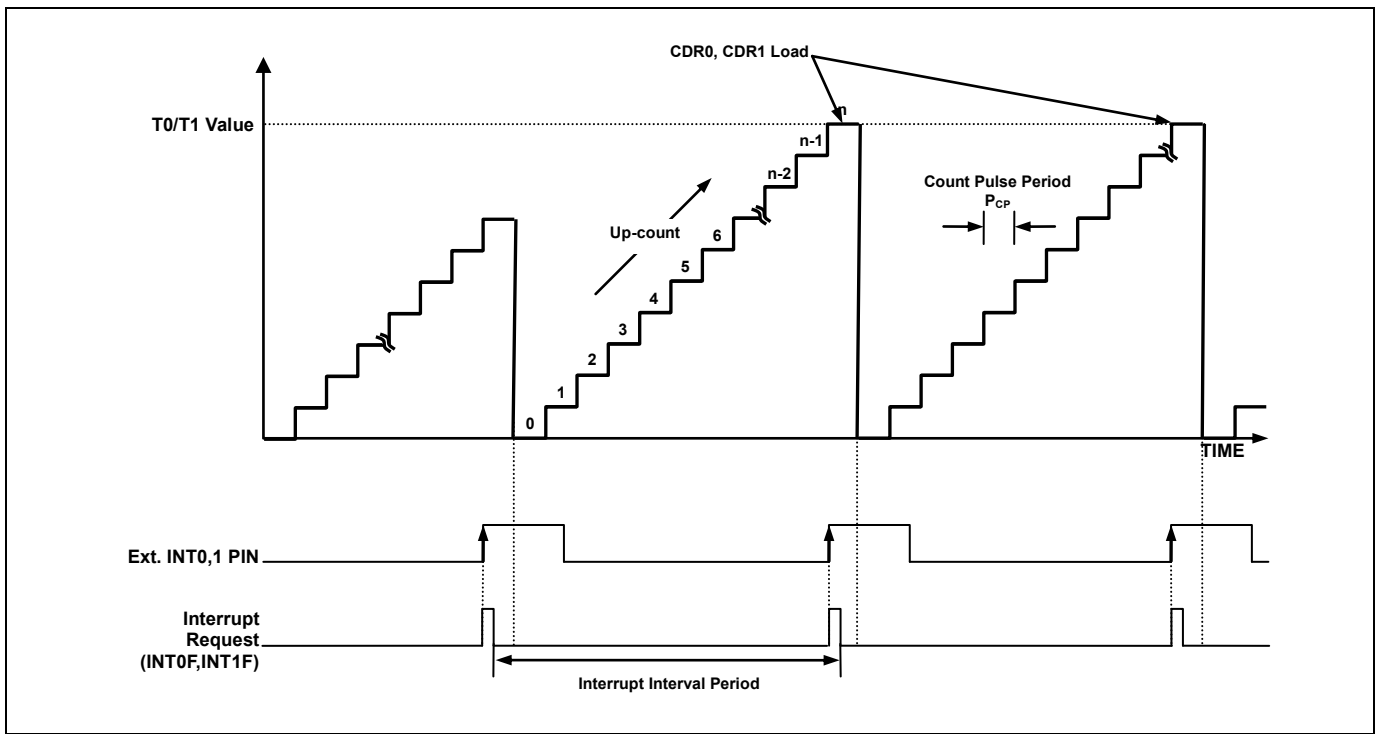 CDR0, CDR1 Load
T0/T1 Value
n
n-1
n-2
Count Pulse Period
PCP
Up-count
6
5
4
3
2
1
0
TIME
Ext. INT0,1 PIN
Interrupt
Request
(INT0F,INT1F)
Interrupt Interval Period